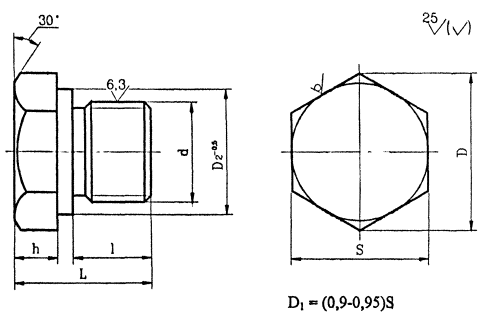 30°
25 (√)
6,3
d
D2-0,5
b
D
h
l
L
S
D1 = (0,9-0,95)S